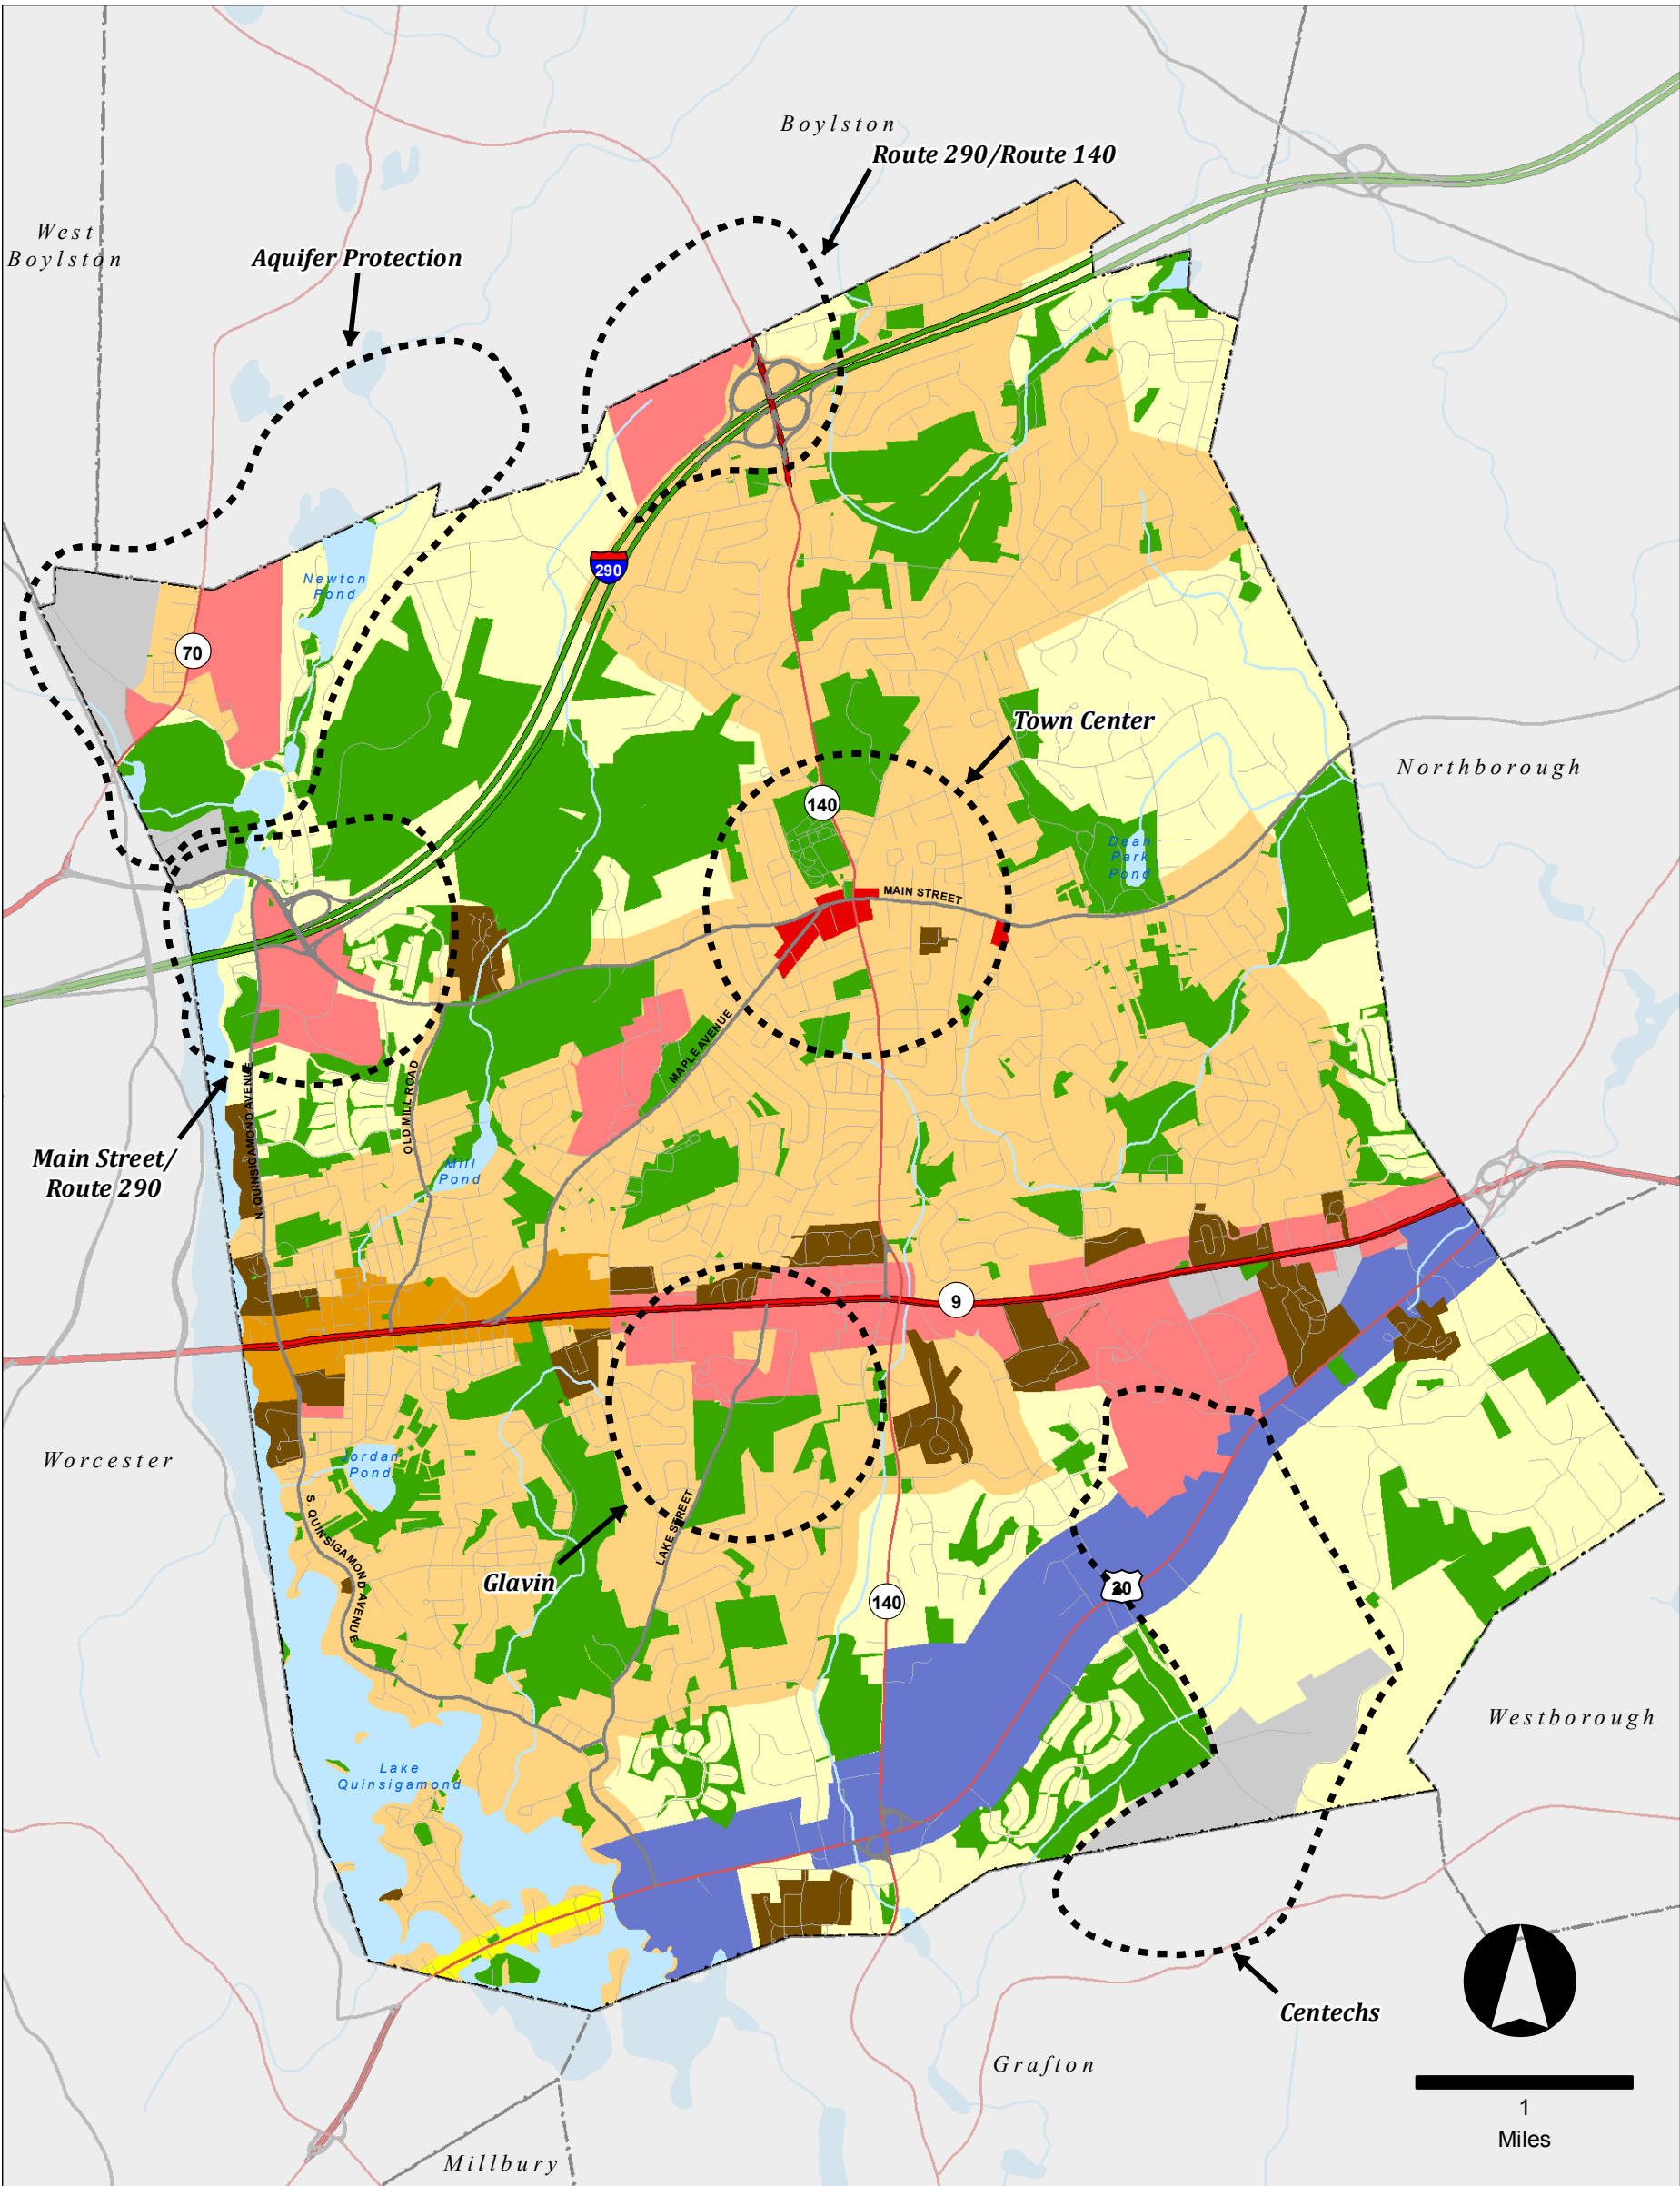 Boylston
Route 290/Route 140
West
Boylston
Aquifer Protection
290
Newton
Pond
70
Town Center
Northborough
140
Dean
Park
Pond
MAIN STREET
MAPLE AVENUE
OLD MILL ROAD
N QUINSIGAMOND AVENUE
Main Street/
Route 290
Mill
Pond
9
Worcester
Jordan
Pond
S. QUINSIGAMOND AVENUE
LAKE STREET
Glavin
20
140
Westborough
Lake
Quinsigamond
Centechs
Grafton
1
Miles
Millbury